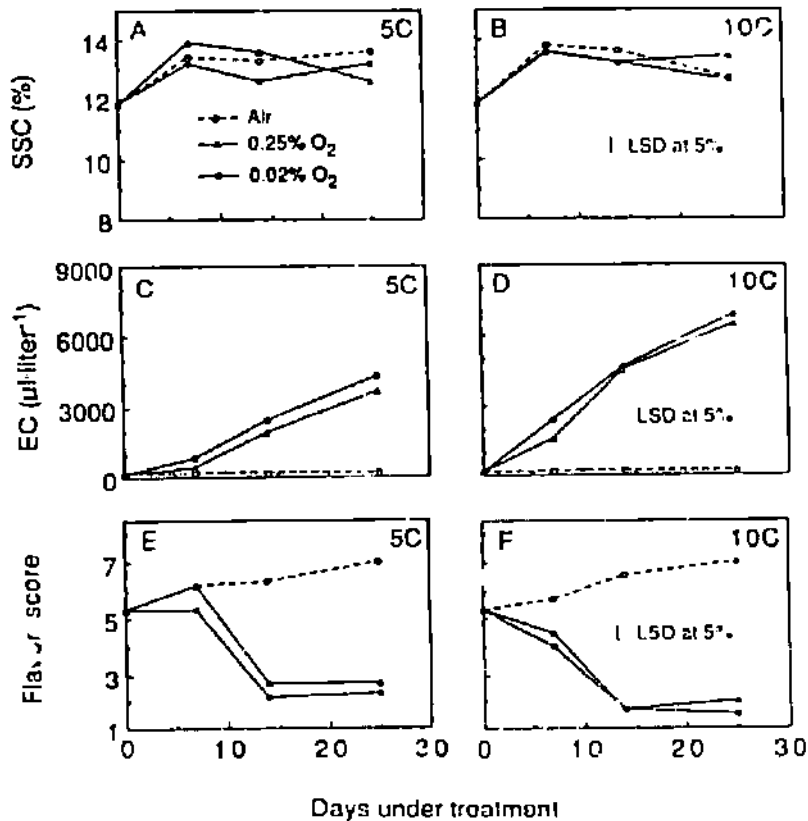 A 5C
B 10C
SSC (%)
14
12
10
8
Air
0.25% O₂
0.02% O₂
LSD at 5%
C 5C
D 10C
EC (µl·liter⁻¹)
9000
6000
3000
0
LSD at 5%
E 5C
F 10C
score
7
5
3
1
LSD at 5%
0 10 20 30
0 10 20 30
Days under treatment